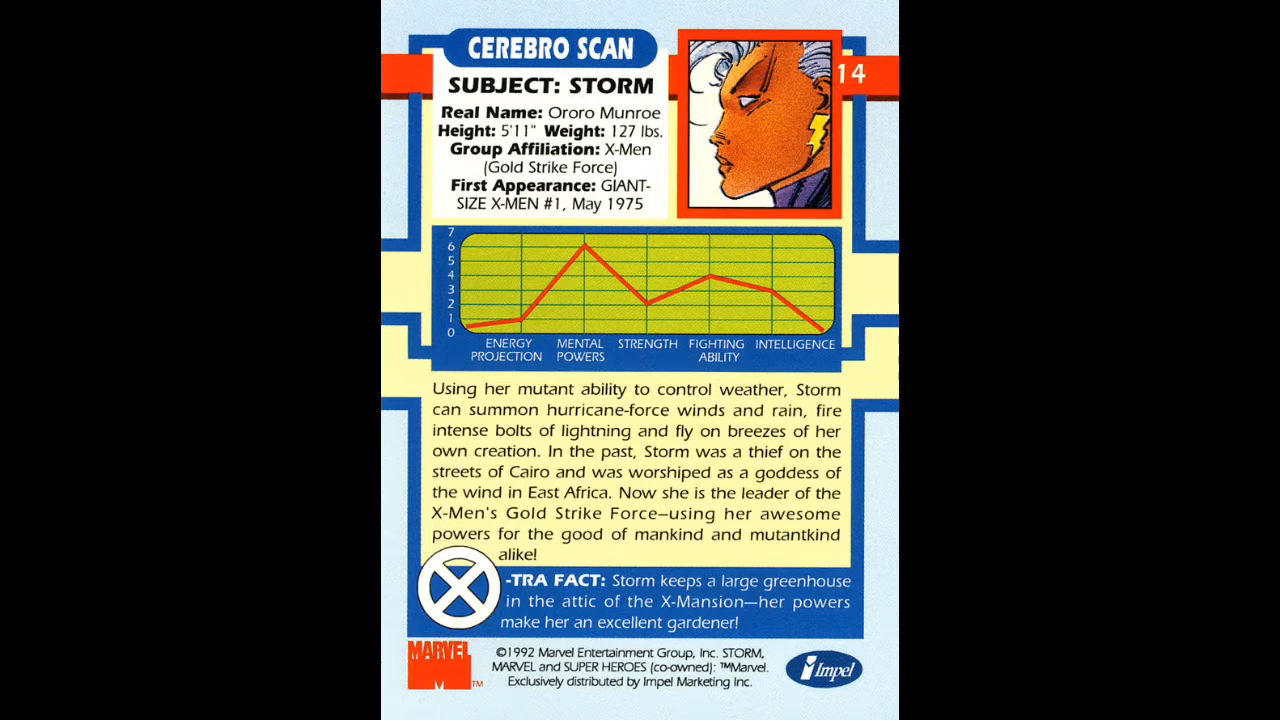 CEREBRO SCAN
SUBJECT: STORM
Real Name: Ororo Munroe
Height: 5'11" Weight: 127 lbs.
Group Affiliation: X-Men
(Gold Strike Force)
First Appearance: GIANT-
SIZE X-MEN #1, May 1975
14
7
6
5
4
3
2
1
0
ENERGY
PROJECTION
MENTAL
POWERS
STRENGTH
FIGHTING
ABILITY
INTELLIGENCE
Using her mutant ability to control weather, Storm
can summon hurricane-force winds and rain, fire
intense bolts of lightning and fly on breezes of her
own creation. In the past, Storm was a thief on the
streets of Cairo and was worshiped as a goddess of
the wind in East Africa. Now she is the leader of the
X-Men's Gold Strike Force—using her awesome
powers for the good of mankind and mutantkind
alike!
X-TRA FACT: Storm keeps a large greenhouse
in the attic of the X-Mansion—her powers
make her an excellent gardener!
MARVEL
M™
©1992 Marvel Entertainment Group, Inc. STORM,
MARVEL and SUPER HEROES (co-owned): ™Marvel.
Exclusively distributed by Impel Marketing Inc.
Impel